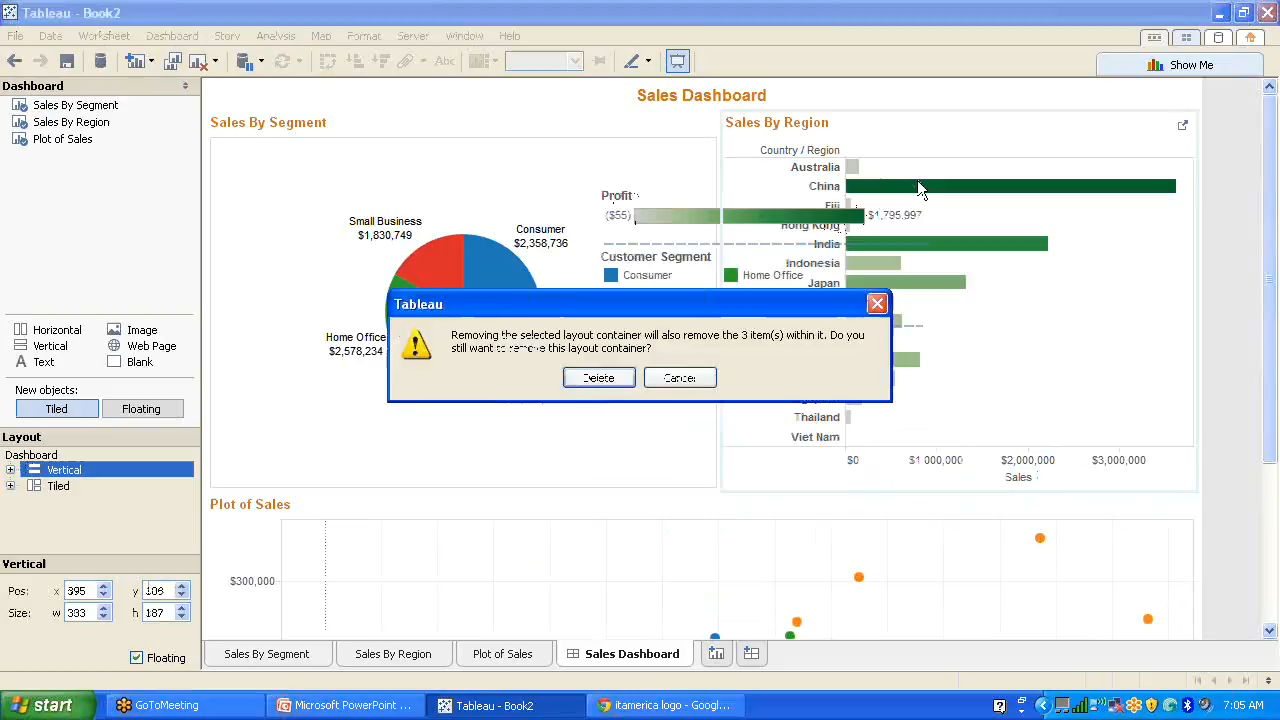 Tableau - Book2
File Data Worksheet Dashboard Story Analysis Map Format Server Window Help
Abc
Show Me
Dashboard
Sales By Segment
Sales By Region
Plot of Sales
Horizontal Image
Vertical Web Page
A Text Blank
New objects:
Tiled Floating
Layout
Dashboard
Vertical
Tiled
Vertical
Pos: x 395 y 106
Size: w 393 h 187
Floating
Sales Dashboard
Sales By Segment
Small Business
$1,830,749
Consumer
$2,358,736
Home Office
$2,578,234
Profit
($55) $1,795,997
Customer Segment
Consumer Home Office
Sales By Region
Country / Region
Australia
China
Fiji
Hong Kong
India
Indonesia
Japan
Thailand
Viet Nam
$0 $1,000,000 $2,000,000 $3,000,000
Sales
Tableau
Removing the selected layout container will also remove the 3 item(s) within it. Do you
still want to remove this layout container?
Delete Cancel
Plot of Sales
$300,000
Sales By Segment Sales By Region Plot of Sales Sales Dashboard
start GoToMeeting Microsoft PowerPoint ... Tableau - Book2 itamerica logo - Googl... 7:05 AM